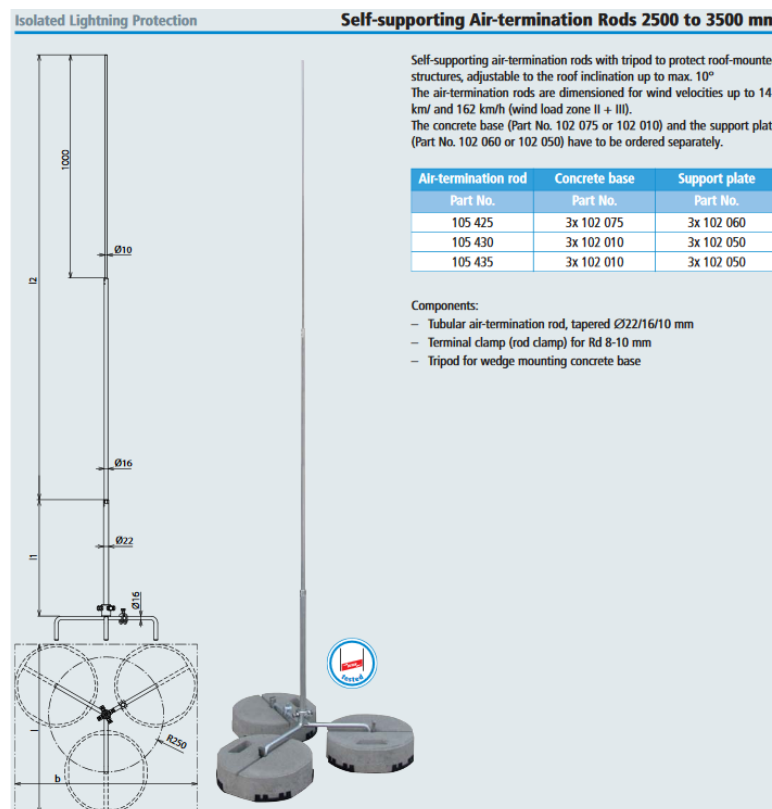 Isolated Lightning Protection
Self-supporting Air-termination Rods 2500 to 3500 mm
Self-supporting air-termination rods with tripod to protect roof-mounte
structures, adjustable to the roof inclination up to max. 10°
The air-termination rods are dimensioned for wind velocities up to 14
km/ and 162 km/h (wind load zone II + III).
The concrete base (Part No. 102 075 or 102 010) and the support plat
(Part No. 102 060 or 102 050) have to be ordered separately.
Air-termination rod Concrete base Support plate
Part No. Part No. Part No.
105 425 3x 102 075 3x 102 060
105 430 3x 102 010 3x 102 050
105 435 3x 102 010 3x 102 050
Components:
– Tubular air-termination rod, tapered Ø22/16/10 mm
– Terminal clamp (rod clamp) for Rd 8-10 mm
– Tripod for wedge mounting concrete base
1000
Ø10
l2
Ø16
Ø22
l1
Ø16
R250
l
b
tested